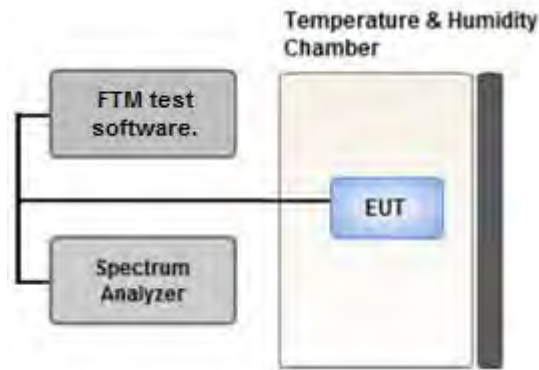 Temperature & Humidity
Chamber
FTM test
software.
EUT
Spectrum
Analyzer